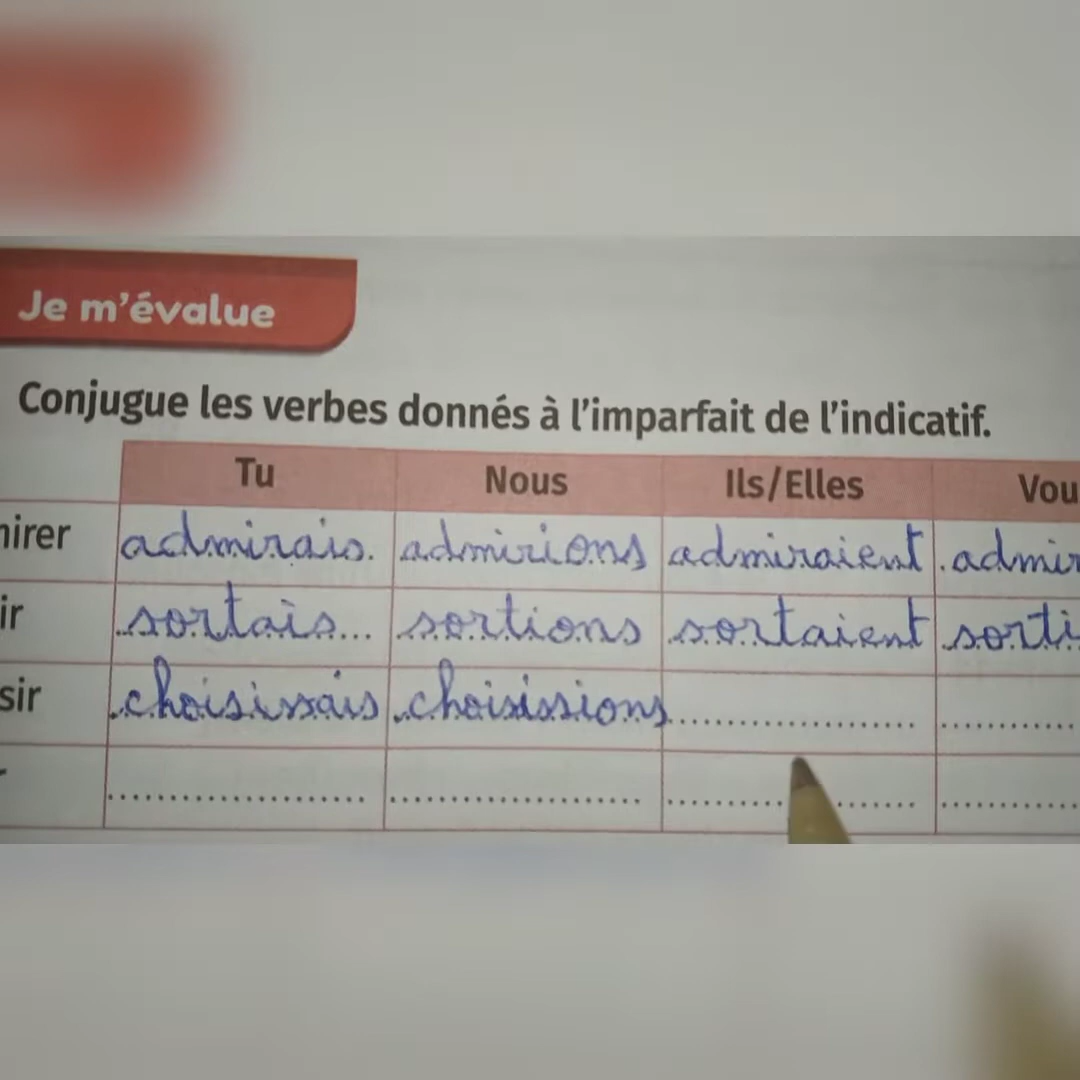 Je m'évalue
Conjugue les verbes donnés à l'imparfait de l'indicatif.
Tu Nous Ils/Elles
admirais. admirions admiraient
sortais... sortions sortaient
choisissais choisissions